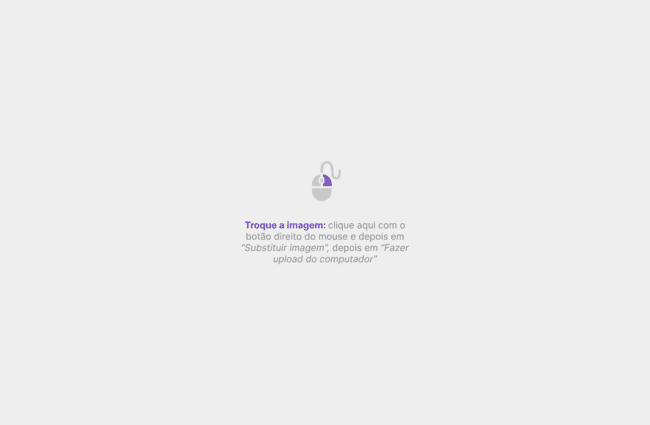 Troque a imagem: clique aqui com o
botão direito do mouse e depois em
“Substituir imagem”, depois em “Fazer
upload do computador”